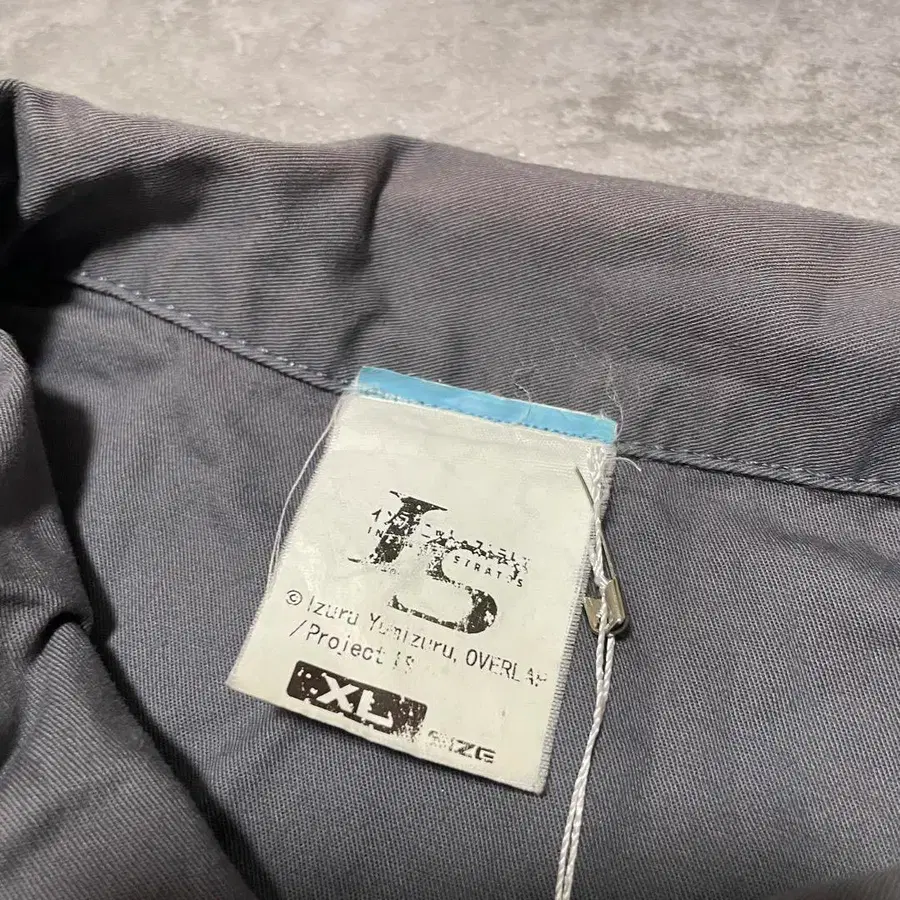 IS
© Izuru Yumizuru, OVERLAP
/Project IS
XL SIZE